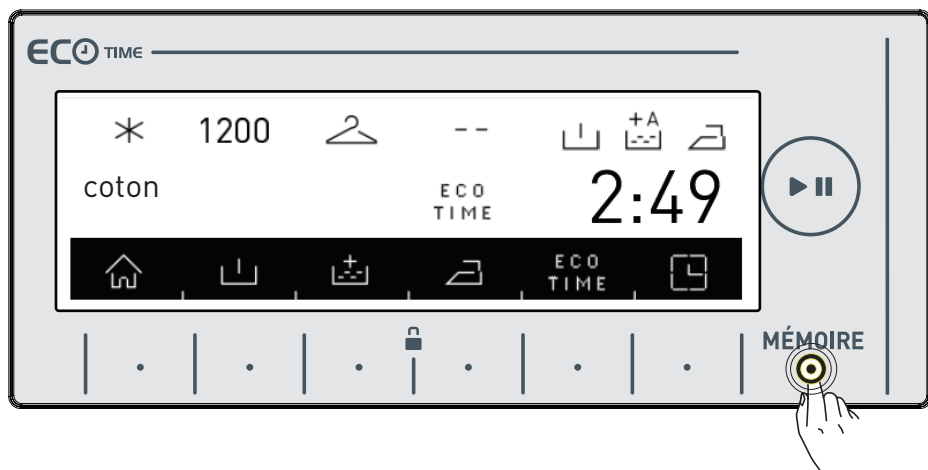 ECO TIME
1200 -- +A
coton ECO TIME 2:49
ECO TIME
MÉMOIRE